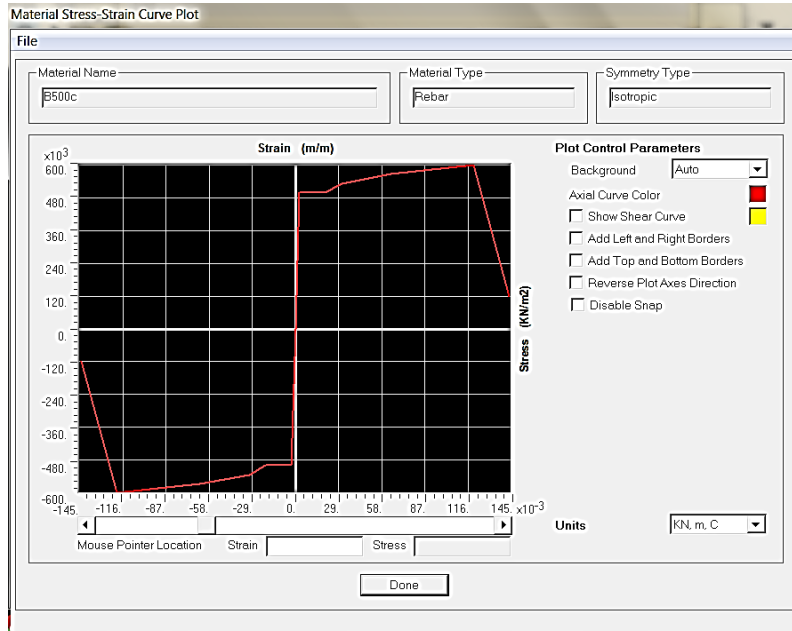 Material Stress-Strain Curve Plot
File
Material Name
B500c
Material Type
Rebar
Symmetry Type
Isotropic
Strain (m/m)
x10^3
600.
480.
360.
240.
120.
0.
-120.
-240.
-360.
-480.
-600.
-145. -116. -87. -58. -29. 0. 29. 58. 87. 116. 145. x10^-3
Stress (KN/m2)
Mouse Pointer Location Strain Stress
Plot Control Parameters
Background Auto
Axial Curve Color
Show Shear Curve
Add Left and Right Borders
Add Top and Bottom Borders
Reverse Plot Axes Direction
Disable Snap
Units KN, m, C
Done